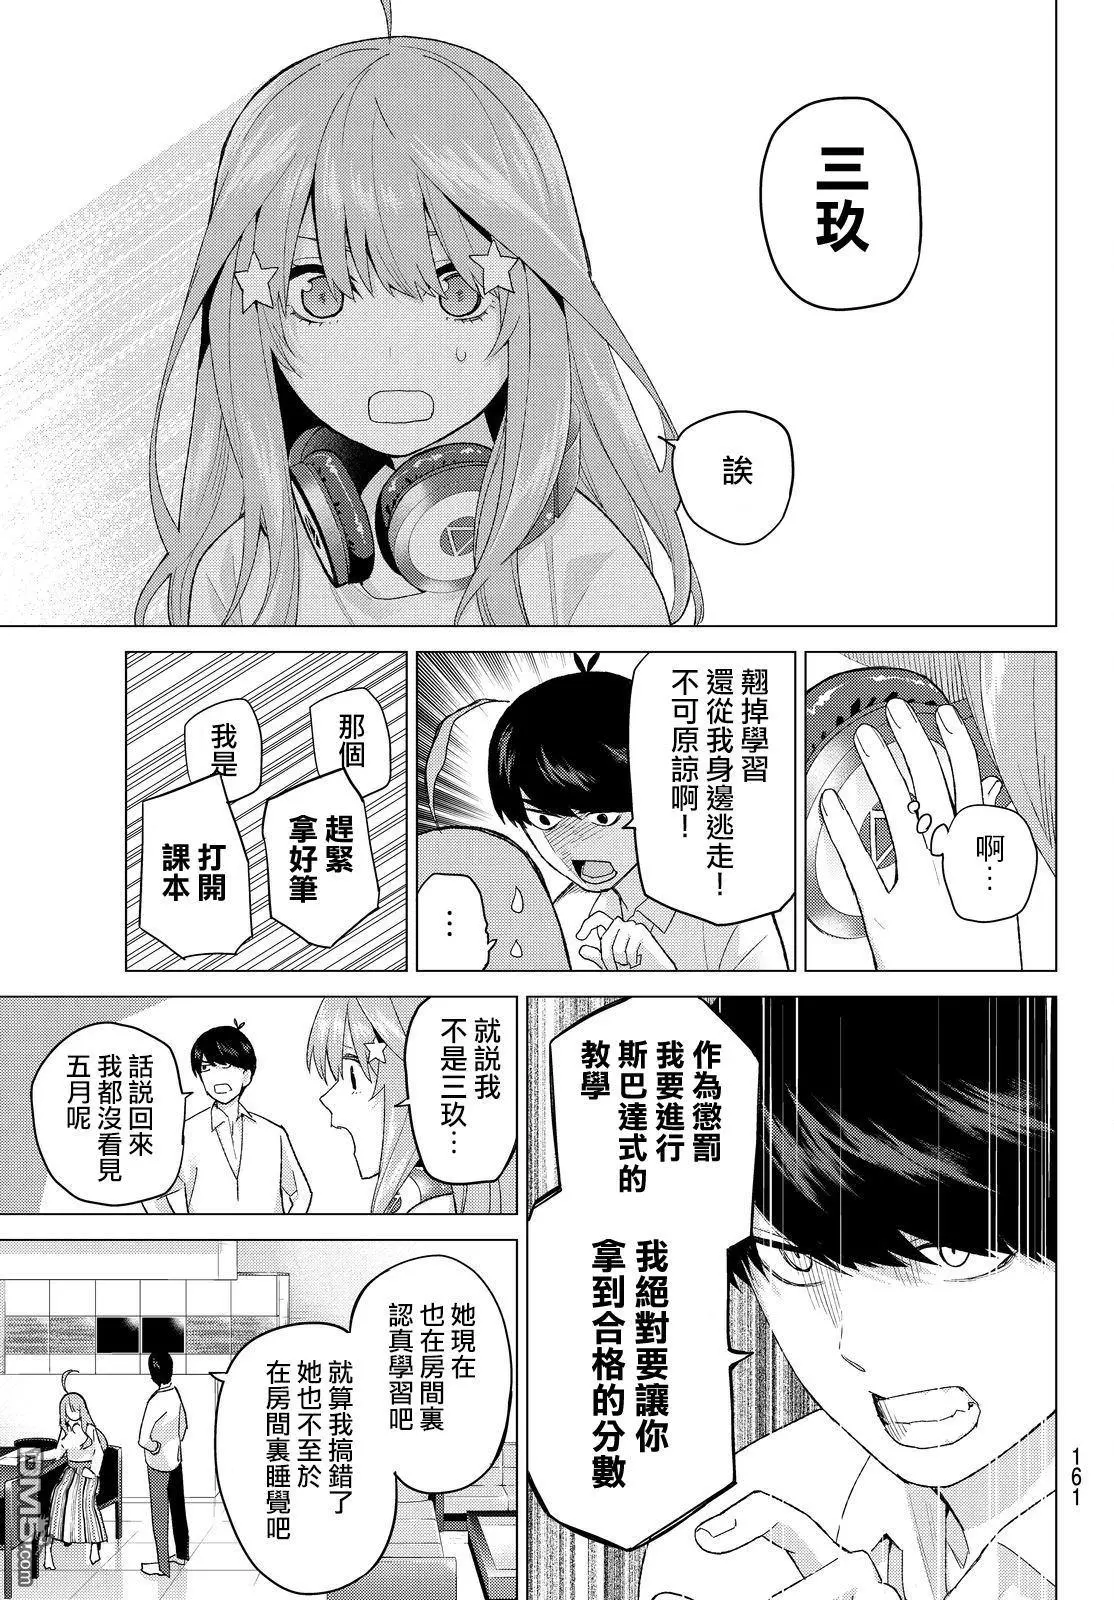 三玖
誒
啊…
翹掉學習
還從我身邊逃走！
不可原諒啊！
…
那個
趕緊
拿好筆
我是
打開
課本
作為懲罰
我要進行
斯巴達式的
教學
我絕對要讓你
拿到合格的分數
就説我
不是三玖…
話説回來
我都沒看見
五月呢
她現在
也在房間裏
認真學習吧
就算我搞錯了
她也不至於
在房間裏睡覺吧
161
DM5.com